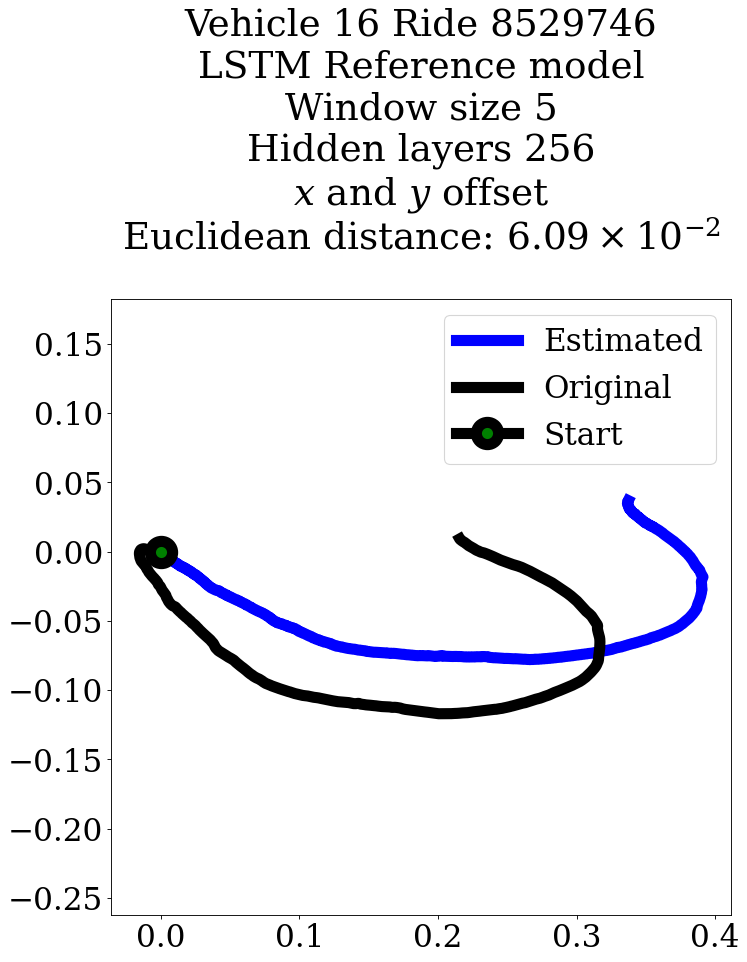 Vehicle 16 Ride 8529746
LSTM Reference model
Window size 5
Hidden layers 256
x and y offset
Euclidean distance: 6.09 × 10⁻²
Estimated
Original
Start
0.15
0.10
0.05
0.00
−0.05
−0.10
−0.15
−0.20
−0.25
0.0 0.1 0.2 0.3 0.4